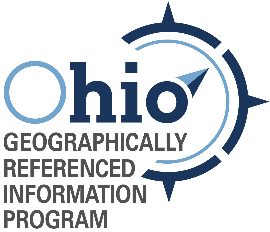 Ohio
GEOGRAPHICALLY
REFERENCED
INFORMATION
PROGRAM